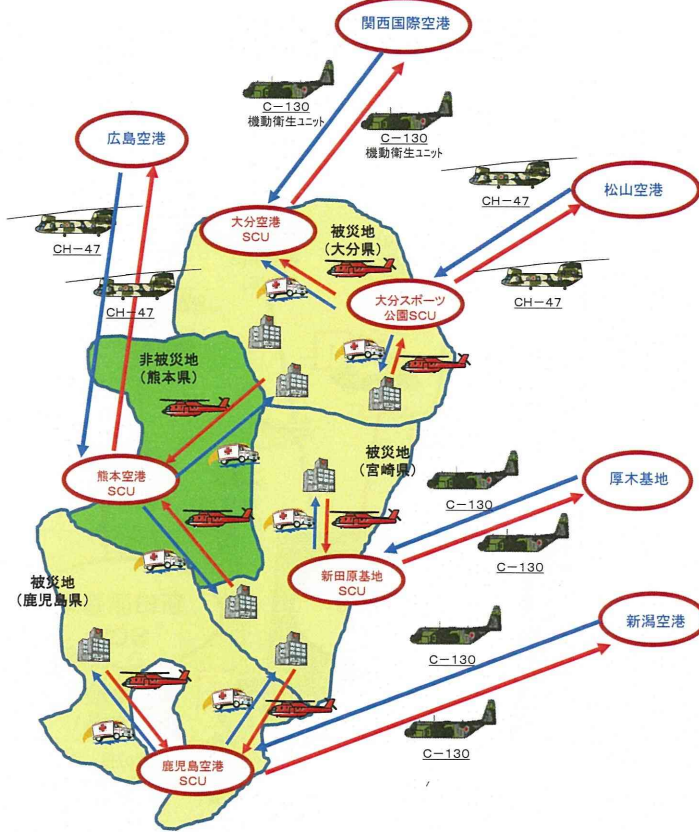 関西国際空港
C-130
機動衛生ユニット
C-130
機動衛生ユニット
広島空港
CH-47
松山空港
大分空港
SCU
被災地
(大分県)
CH-47
CH-47
CH-47
大分スポーツ
公園SCU
非被災地
(熊本県)
被災地
(宮崎県)
熊本空港
SCU
C-130
厚木基地
C-130
新田原基地
SCU
被災地
(鹿児島県)
新潟空港
C-130
C-130
鹿児島空港
SCU